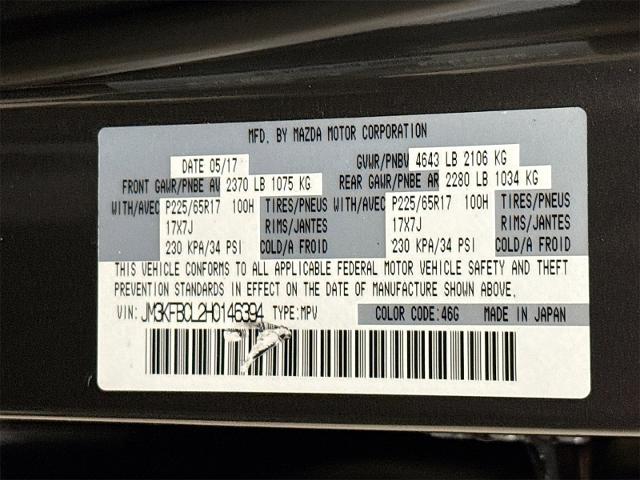 MFD. BY MAZDA MOTOR CORPORATION
DATE 05/17 GVWR/PNBV 4643 LB 2106 KG
FRONT GAWR/PNBE AV 2370 LB 1075 KG REAR GAWR/PNBE AR 2280 LB 1034 KG
WITH/AVEC P225/65R17 100H TIRES/PNEUS WITH/AVEC P225/65R17 100H TIRES/PNEUS
17X7J RIMS/JANTES 17X7J RIMS/JANTES
230 KPA/34 PSI COLD/A FROID 230 KPA/34 PSI COLD/A FROID
THIS VEHICLE CONFORMS TO ALL APPLICABLE FEDERAL MOTOR VEHICLE SAFETY AND THEFT
PREVENTION STANDARDS IN EFFECT ON THE DATE OF MANUFACTURE SHOWN ABOVE.
VIN: JM3KFBCL2H0146394 TYPE:MPV COLOR CODE:46G MADE IN JAPAN